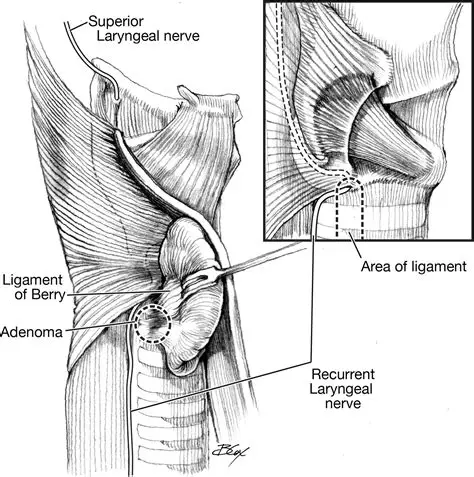 Superior
Laryngeal nerve
Ligament
of Berry
Adenoma
Area of ligament
Recurrent
Laryngeal
nerve